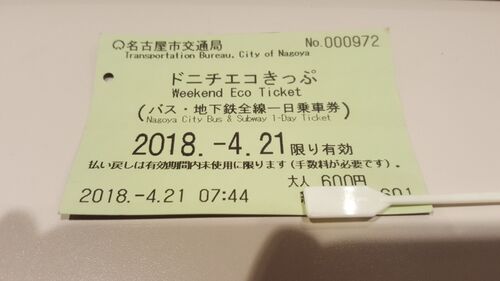 名古屋市交通局 No.000972
Transportation Bureau. City of Nagoya
ドニチエコきっぷ
Weekend Eco Ticket
(バス・地下鉄全線一日乗車券)
Nagoya City Bus & Subway 1-Day Ticket
2018.-4.21限り有効
払い戻しは有効期間内未使用に限ります(手数料が必要です)。
大人 600円
2018.-4.21 07:44